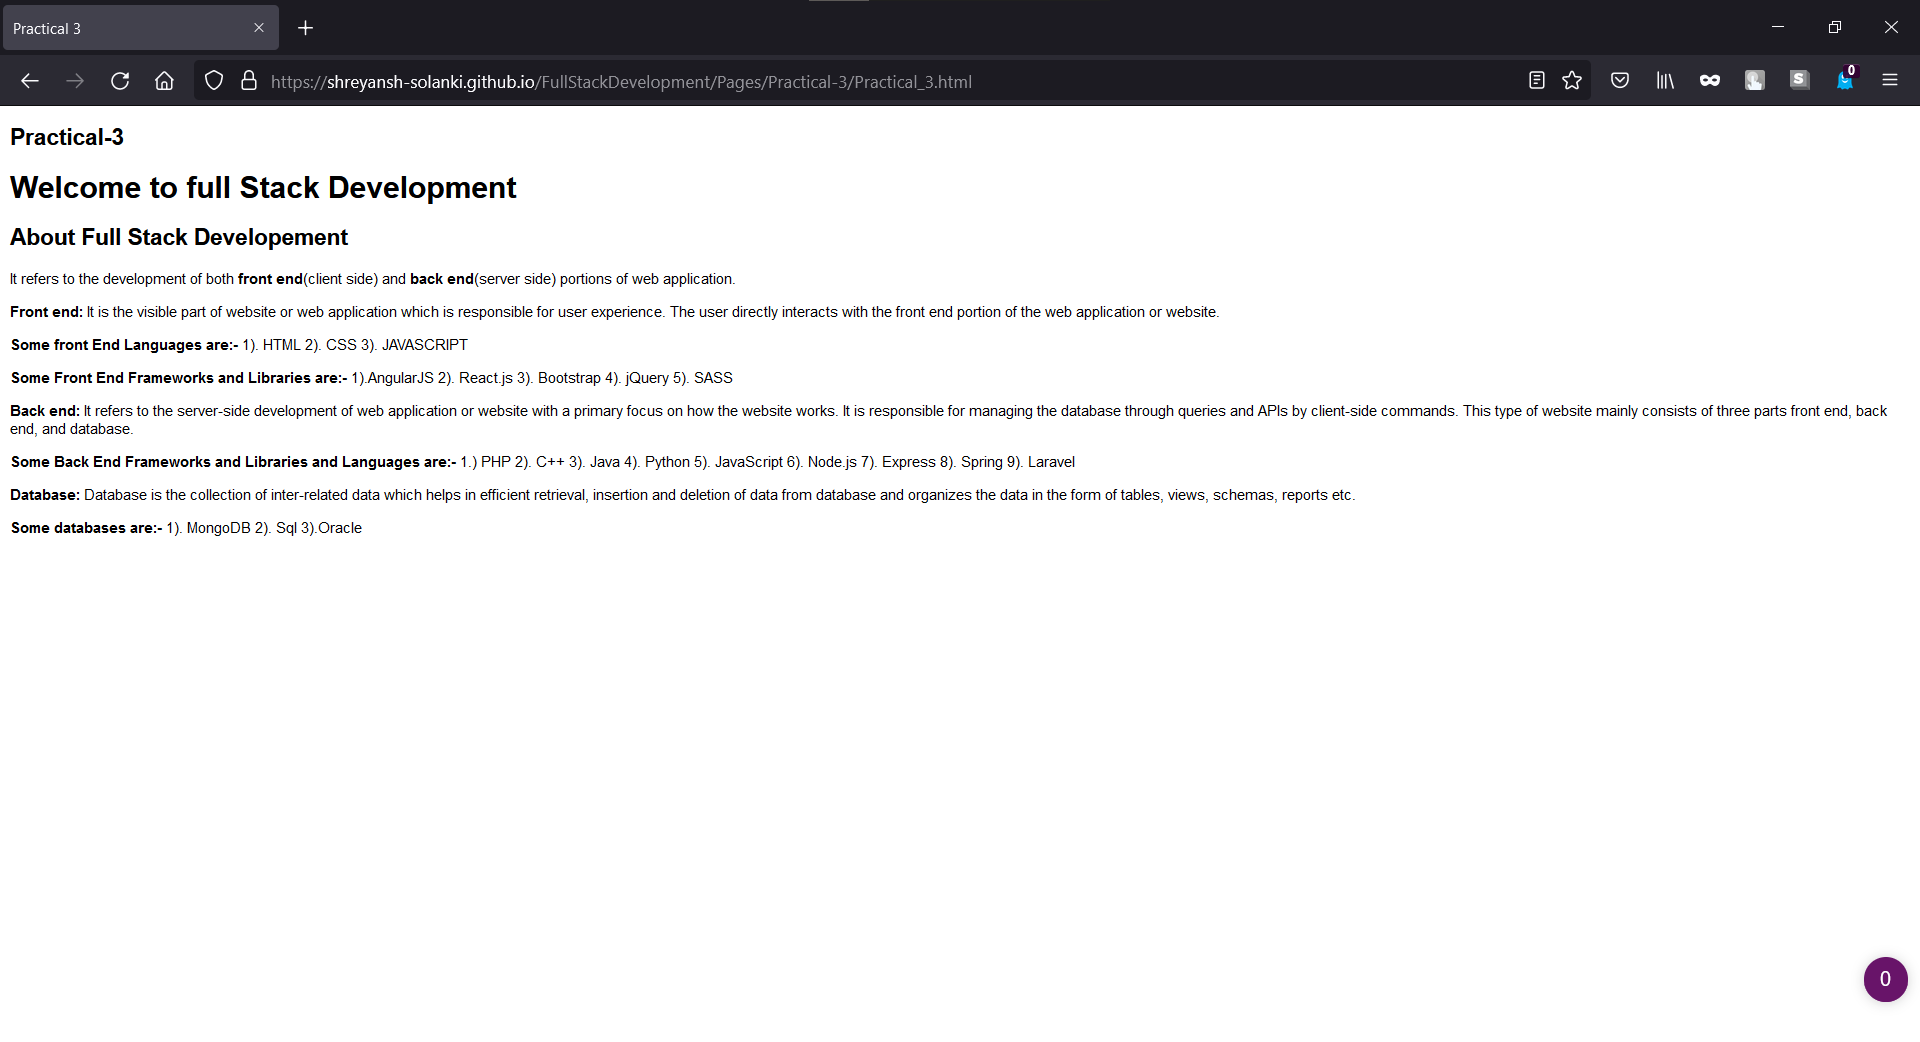 Practical 3
https://shreyansh-solanki.github.io/FullStackDevelopment/Pages/Practical-3/Practical_3.html
S
0
Practical-3
Welcome to full Stack Development
About Full Stack Developement
It refers to the development of both front end(client side) and back end(server side) portions of web application.
Front end: It is the visible part of website or web application which is responsible for user experience. The user directly interacts with the front end portion of the web application or website.
Some front End Languages are:- 1). HTML 2). CSS 3). JAVASCRIPT
Some Front End Frameworks and Libraries are:- 1).AngularJS 2). React.js 3). Bootstrap 4). jQuery 5). SASS
Back end: It refers to the server-side development of web application or website with a primary focus on how the website works. It is responsible for managing the database through queries and APIs by client-side commands. This type of website mainly consists of three parts front end, back
end, and database.
Some Back End Frameworks and Libraries and Languages are:- 1.) PHP 2). C++ 3). Java 4). Python 5). JavaScript 6). Node.js 7). Express 8). Spring 9). Laravel
Database: Database is the collection of inter-related data which helps in efficient retrieval, insertion and deletion of data from database and organizes the data in the form of tables, views, schemas, reports etc.
Some databases are:- 1). MongoDB 2). Sql 3).Oracle
0